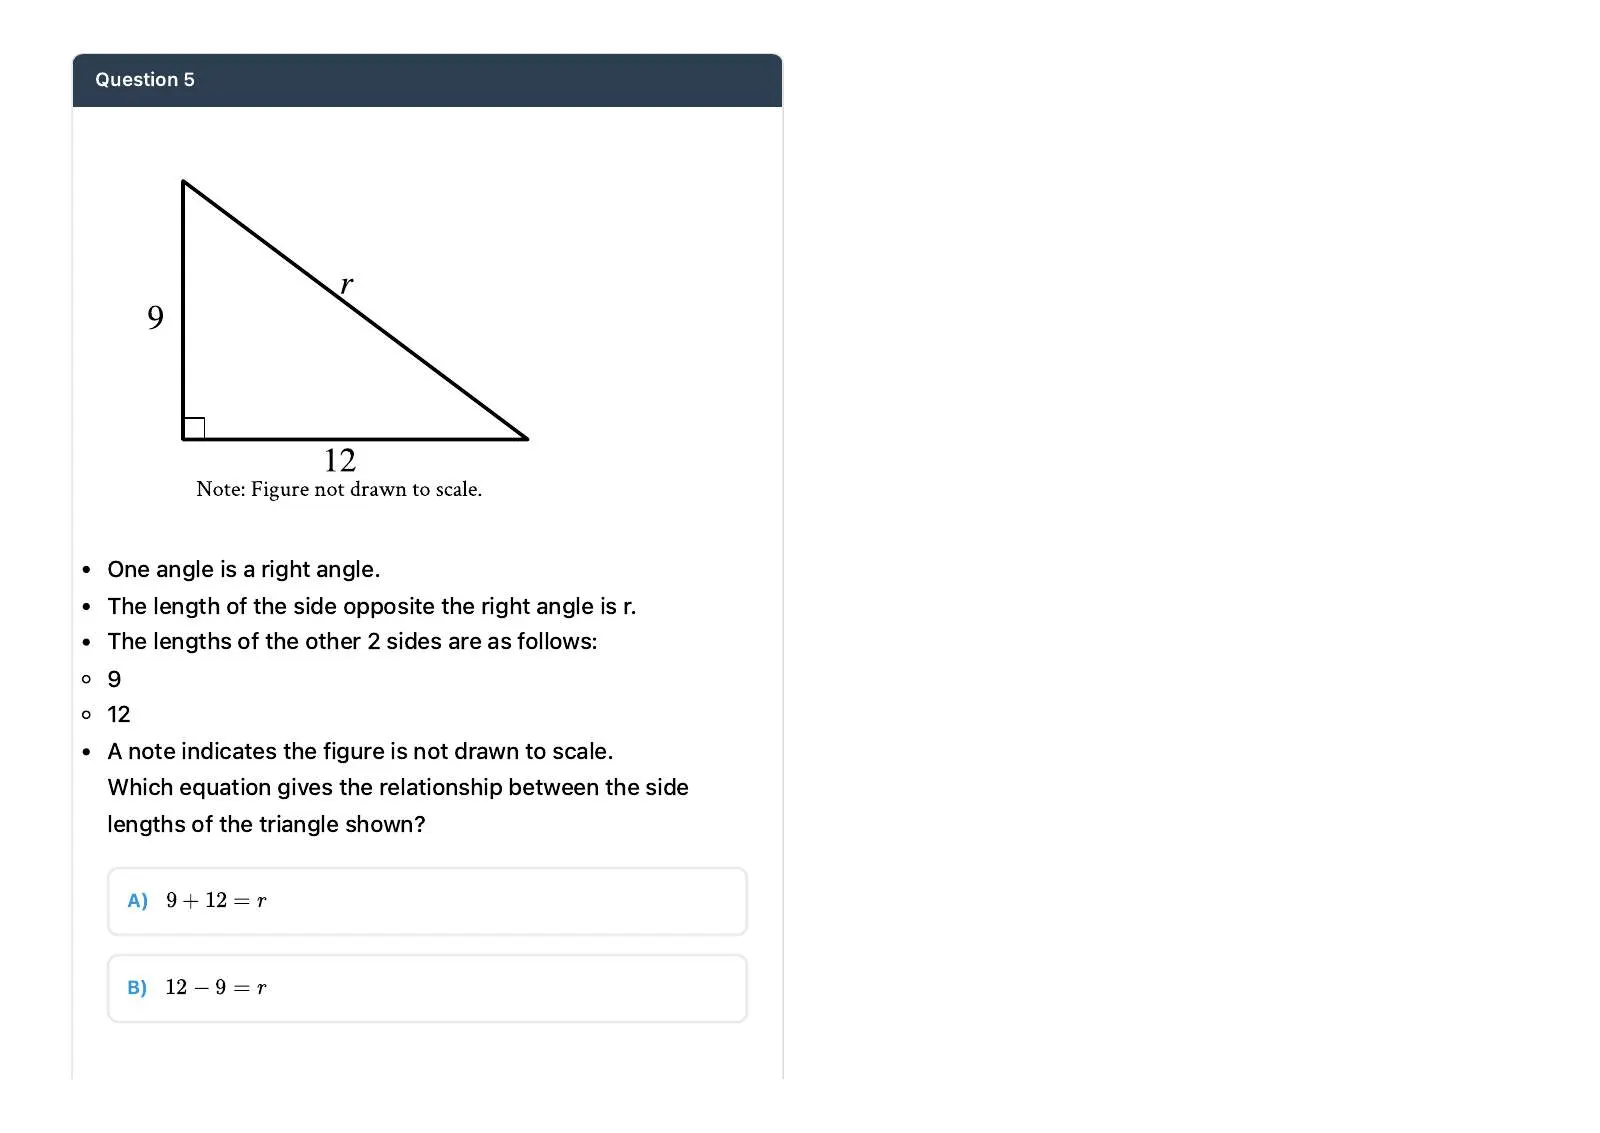 Question 5
r
9
12
Note: Figure not drawn to scale.
• One angle is a right angle.
• The length of the side opposite the right angle is r.
• The lengths of the other 2 sides are as follows:
○ 9
○ 12
• A note indicates the figure is not drawn to scale.
Which equation gives the relationship between the side
lengths of the triangle shown?
A) 9 + 12 = r
B) 12 − 9 = r